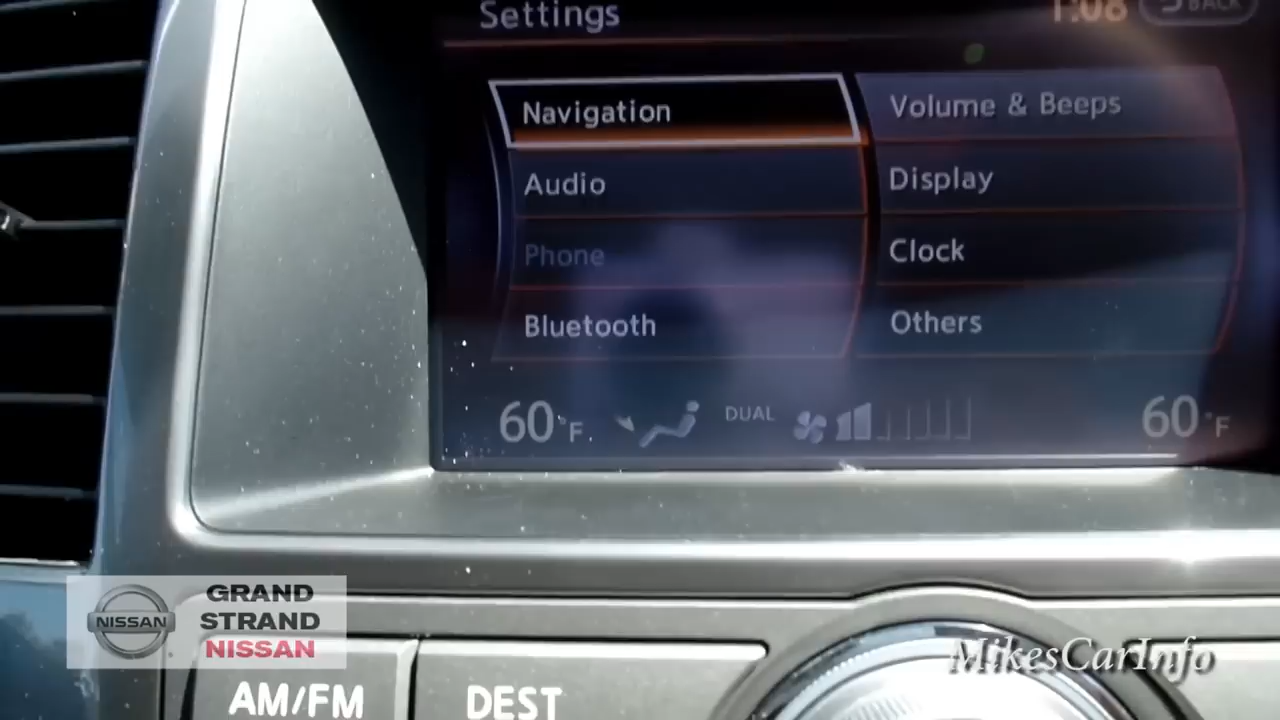 Settings
1:08
BACK
Navigation
Volume & Beeps
Audio
Display
Phone
Clock
Bluetooth
Others
60°F
DUAL
60°F
NISSAN
GRAND
STRAND
NISSAN
MikesCarInfo
AM/FM
DEST